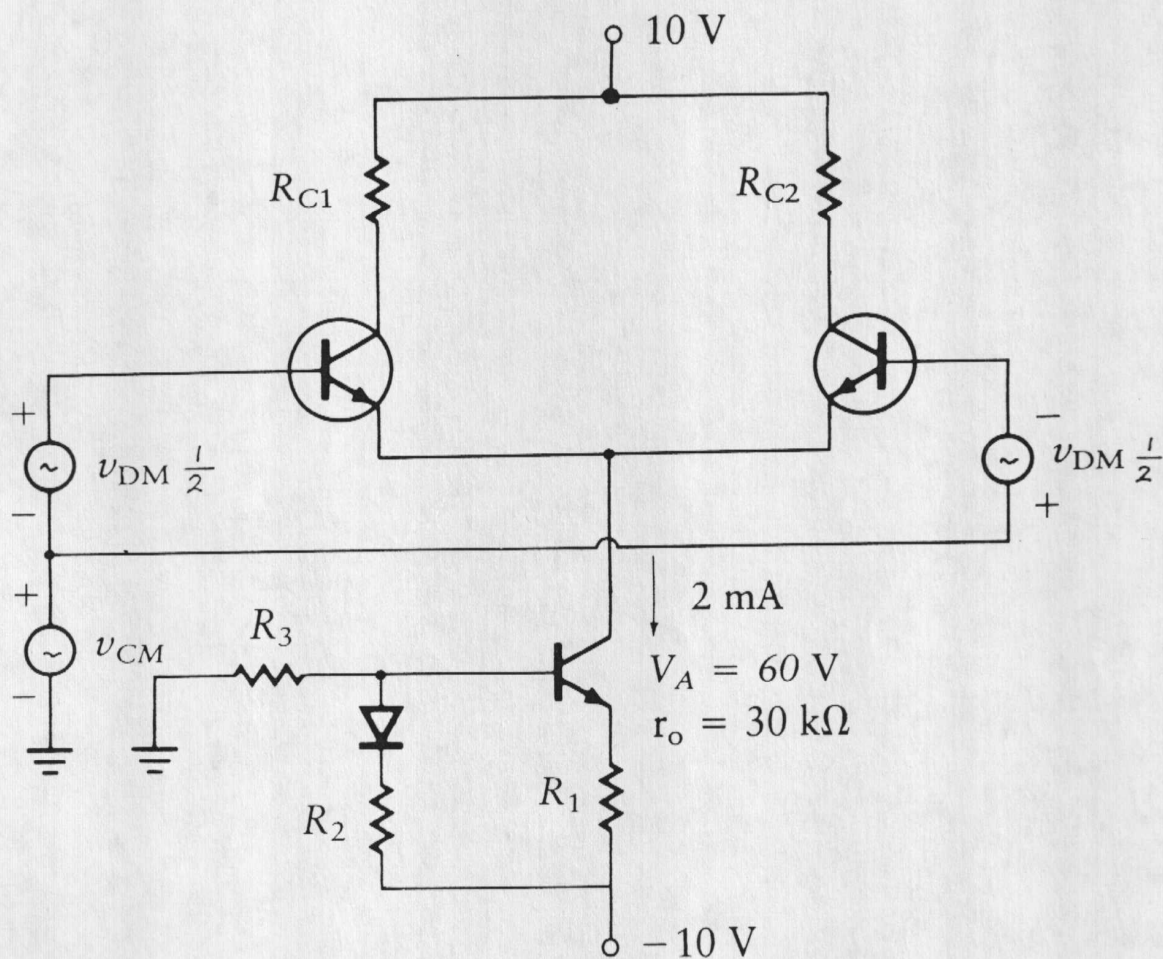 10 V
R_C1
R_C2
+
−
v_DM 1/2
v_DM 1/2
−
+
+
2 mA
R_3
v_CM
V_A = 60 V
−
r_o = 30 kΩ
R_1
R_2
− 10 V